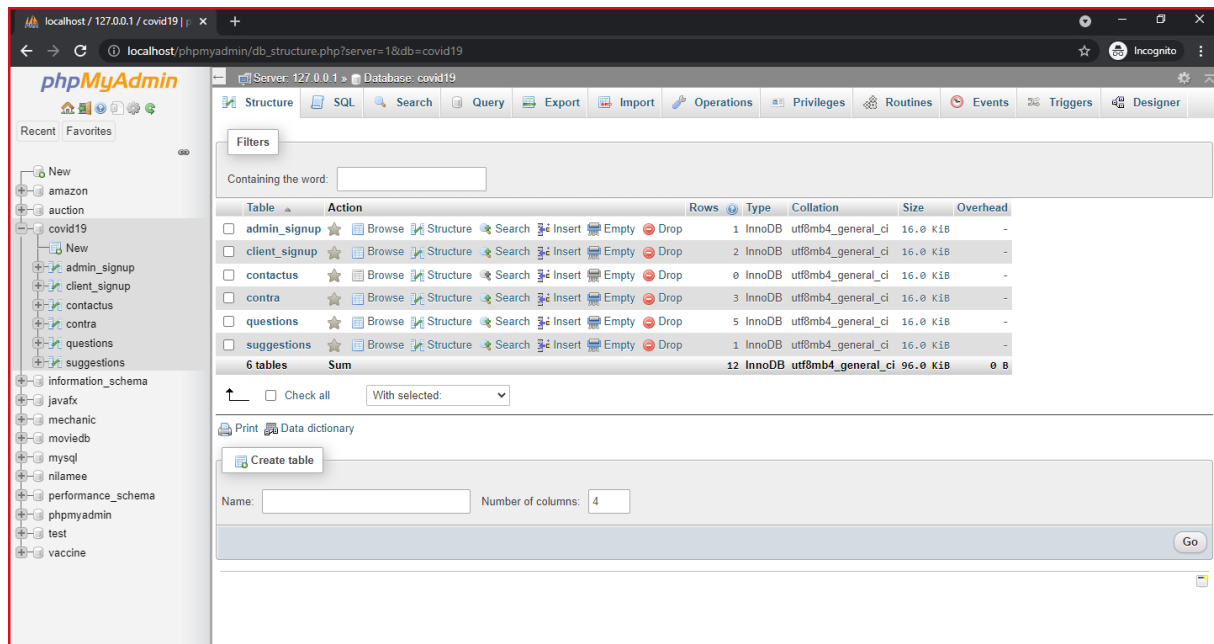 localhost / 127.0.0.1 / covid19 | p
localhost/phpmyadmin/db_structure.php?server=1&db=covid19
Incognito
phpMyAdmin
Recent Favorites
New
amazon
auction
covid19
New
admin_signup
client_signup
contactus
contra
questions
suggestions
information_schema
javafx
mechanic
moviedb
mysql
nilamee
performance_schema
phpmyadmin
test
vaccine
Server: 127.0.0.1 » Database: covid19
Structure SQL Search Query Export Import Operations Privileges Routines Events Triggers Designer
Filters
Containing the word:
Table Action Rows Type Collation Size Overhead
admin_signup Browse Structure Search Insert Empty Drop 1 InnoDB utf8mb4_general_ci 16.0 KiB -
client_signup Browse Structure Search Insert Empty Drop 2 InnoDB utf8mb4_general_ci 16.0 KiB -
contactus Browse Structure Search Insert Empty Drop 0 InnoDB utf8mb4_general_ci 16.0 KiB -
contra Browse Structure Search Insert Empty Drop 3 InnoDB utf8mb4_general_ci 16.0 KiB -
questions Browse Structure Search Insert Empty Drop 5 InnoDB utf8mb4_general_ci 16.0 KiB -
suggestions Browse Structure Search Insert Empty Drop 1 InnoDB utf8mb4_general_ci 16.0 KiB -
6 tables Sum 12 InnoDB utf8mb4_general_ci 96.0 KiB 0 B
Check all With selected:
Print Data dictionary
Create table
Name: Number of columns: 4
Go